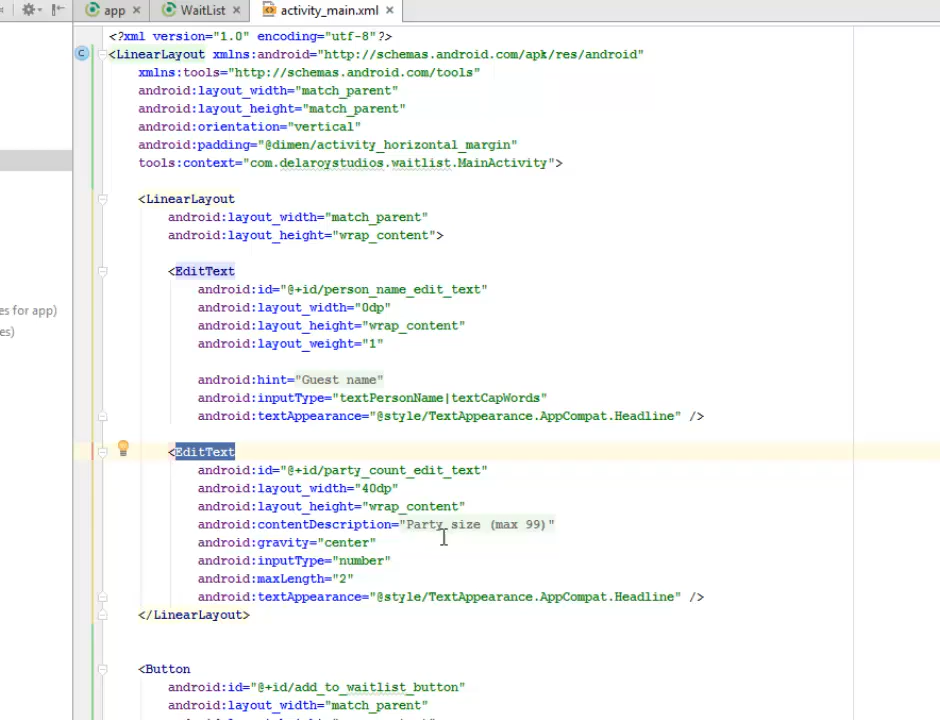 app
WaitList
activity_main.xml
<?xml version="1.0" encoding="utf-8"?>
C
<LinearLayout xmlns:android="http://schemas.android.com/apk/res/android"
xmlns:tools="http://schemas.android.com/tools"
android:layout_width="match_parent"
android:layout_height="match_parent"
android:orientation="vertical"
android:padding="@dimen/activity_horizontal_margin"
tools:context="com.delaroystudios.waitlist.MainActivity">
<LinearLayout
android:layout_width="match_parent"
android:layout_height="wrap_content">
<EditText
android:id="@+id/person_name_edit_text"
android:layout_width="0dp"
es for app)
android:layout_height="wrap_content"
es)
android:layout_weight="1"
android:hint="Guest name"
android:inputType="textPersonName|textCapWords"
android:textAppearance="@style/TextAppearance.AppCompat.Headline" />
<EditText
android:id="@+id/party_count_edit_text"
android:layout_width="40dp"
android:layout_height="wrap_content"
android:contentDescription="Party size (max 99)"
android:gravity="center"
android:inputType="number"
android:maxLength="2"
android:textAppearance="@style/TextAppearance.AppCompat.Headline" />
</LinearLayout>
<Button
android:id="@+id/add_to_waitlist_button"
android:layout_width="match_parent"